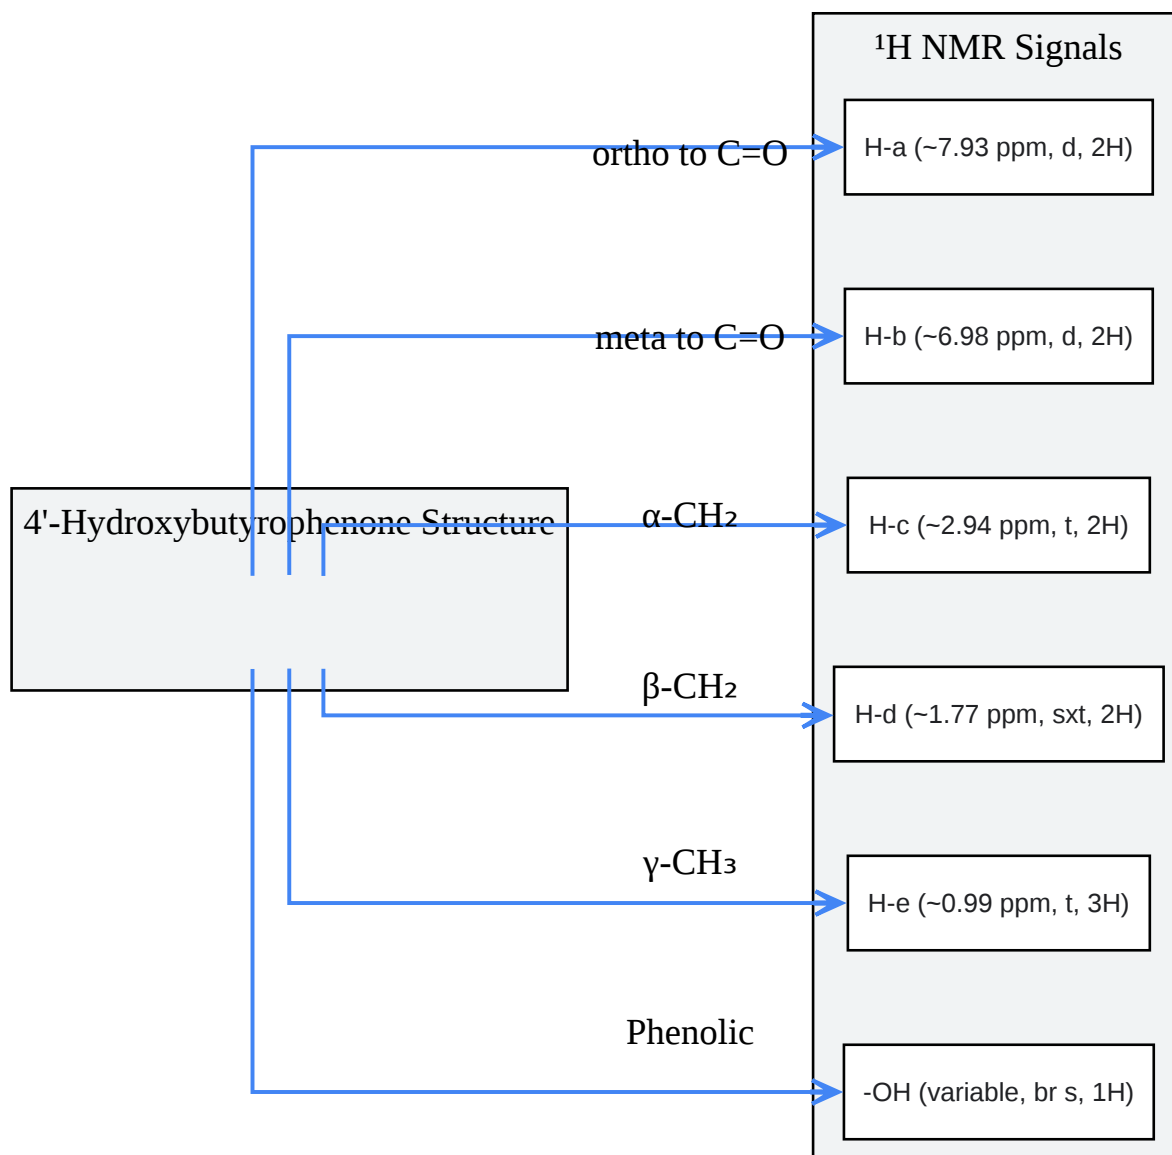 ¹H NMR Signals
ortho to C=O
H-a (~7.93 ppm, d, 2H)
meta to C=O
H-b (~6.98 ppm, d, 2H)
4'-Hydroxybutyrophenone Structure
α-CH₂
H-c (~2.94 ppm, t, 2H)
β-CH₂
H-d (~1.77 ppm, sxt, 2H)
γ-CH₃
H-e (~0.99 ppm, t, 3H)
Phenolic
-OH (variable, br s, 1H)